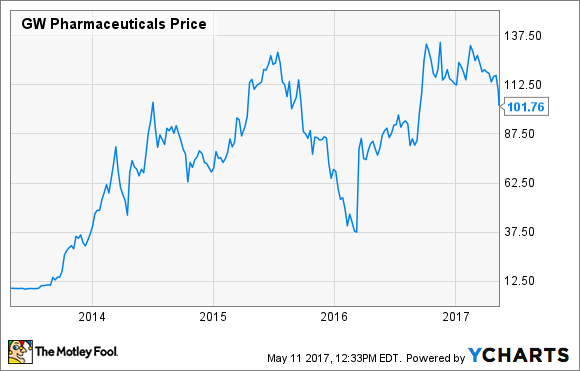 GW Pharmaceuticals Price
137.50
112.50
101.76
87.50
62.50
37.50
12.50
2014 2015 2016 2017
The Motley Fool.
May 11 2017, 12:33PM EDT. Powered by YCHARTS